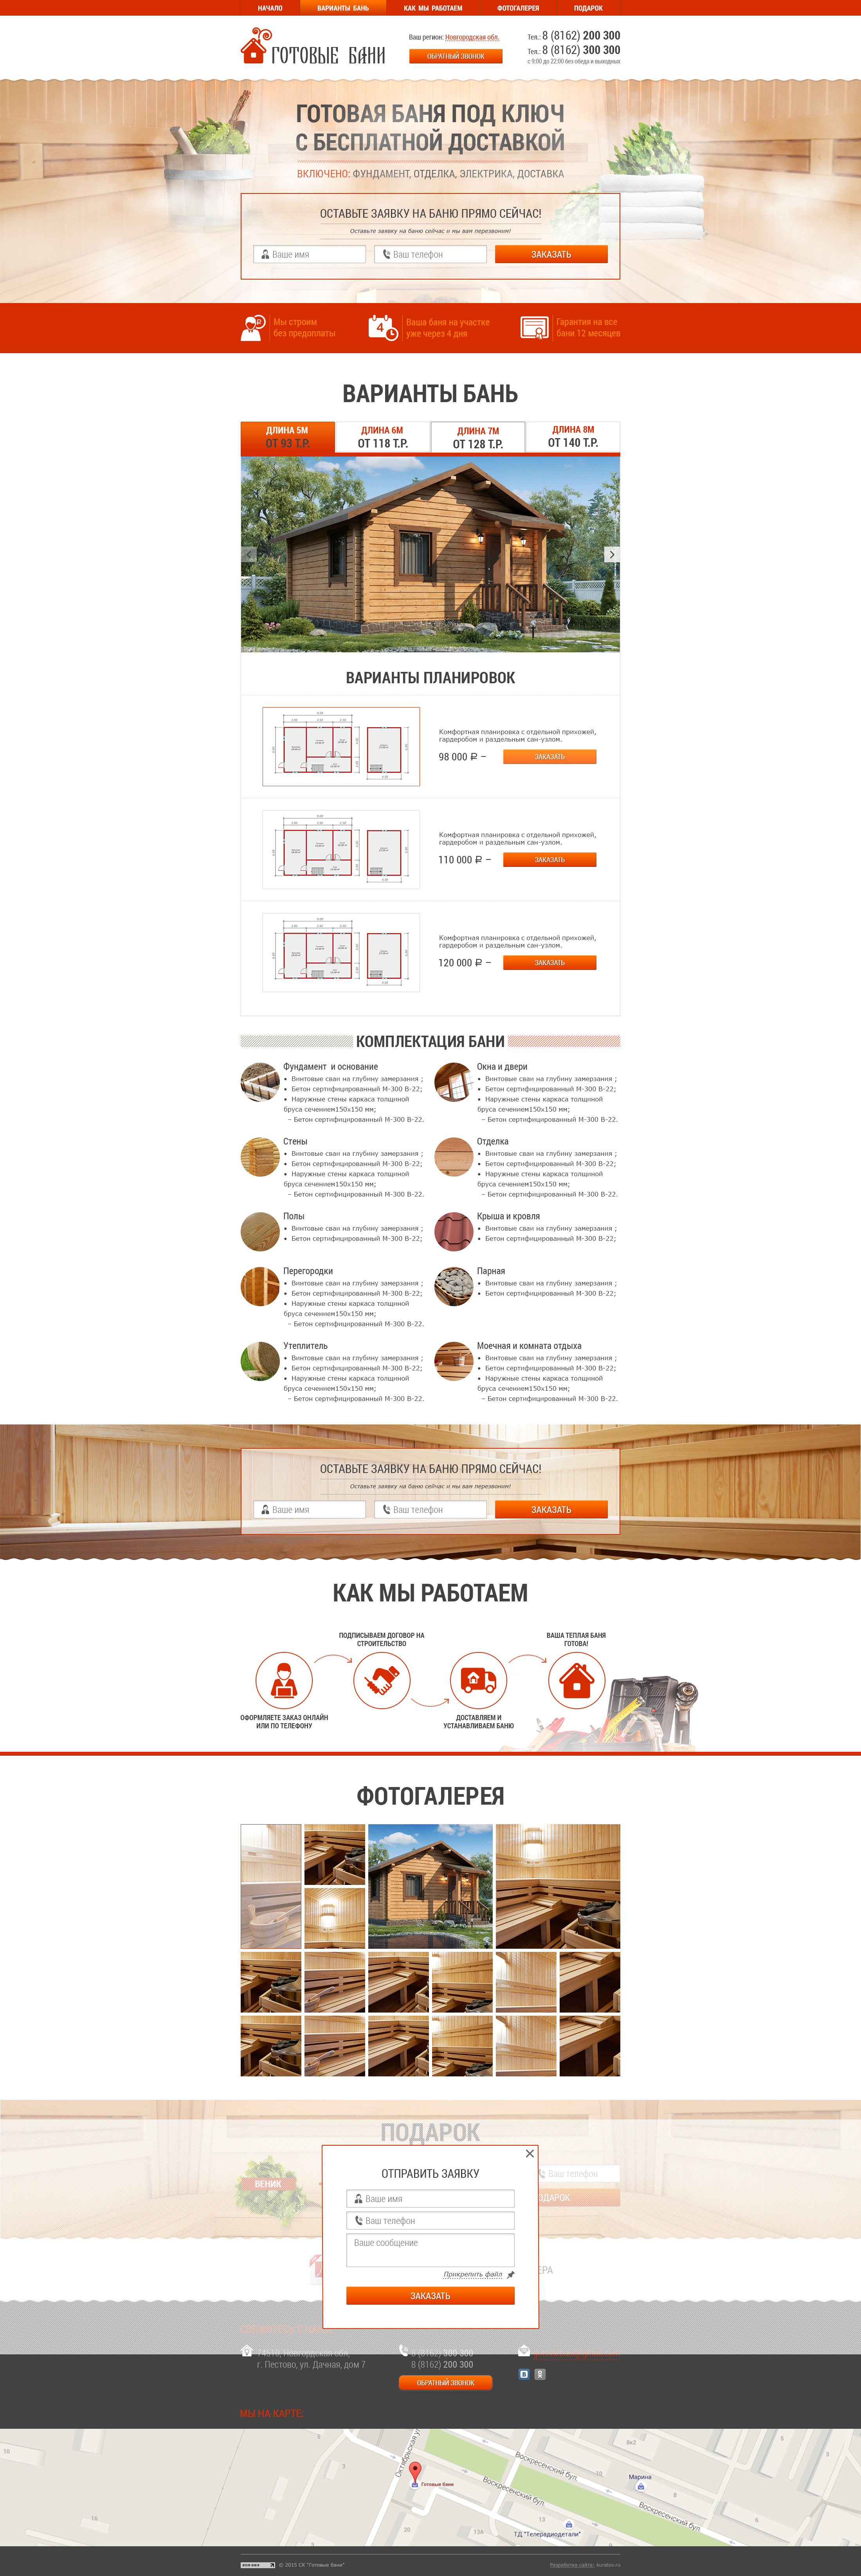 НАЧАЛО ВАРИАНТЫ БАНЬ КАК МЫ РАБОТАЕМ ФОТОГАЛЕРЕЯ ПОДАРОК
ГОТОВЫЕ БАНИ
Ваш регион: Новгородская обл.
ОБРАТНЫЙ ЗВОНОК
Тел.: 8 (8162) 200 300
Тел.: 8 (8162) 300 300
с 9:00 до 22:00 без обеда и выходных
ГОТОВАЯ БАНЯ ПОД КЛЮЧ
С БЕСПЛАТНОЙ ДОСТАВКОЙ
ВКЛЮЧЕНО: ФУНДАМЕНТ, ОТДЕЛКА, ЭЛЕКТРИКА, ДОСТАВКА
ОСТАВЬТЕ ЗАЯВКУ НА БАНЮ ПРЯМО СЕЙЧАС!
Оставьте заявку на баню сейчас и мы вам перезвоним!
Ваше имя Ваш телефон ЗАКАЗАТЬ
Мы строим
без предоплаты
4
Ваша баня на участке
уже через 4 дня
Гарантия на все
бани 12 месяцев
ВАРИАНТЫ БАНЬ
ДЛИНА 5М
ОТ 93 Т.Р.
ДЛИНА 6М
ОТ 118 Т.Р.
ДЛИНА 7М
ОТ 128 Т.Р.
ДЛИНА 8М
ОТ 140 Т.Р.
ВАРИАНТЫ ПЛАНИРОВОК
Комфортная планировка с отдельной прихожей,
гардеробом и раздельным сан-узлом.
98 000 ₽ – ЗАКАЗАТЬ
Комфортная планировка с отдельной прихожей,
гардеробом и раздельным сан-узлом.
110 000 ₽ – ЗАКАЗАТЬ
Комфортная планировка с отдельной прихожей,
гардеробом и раздельным сан-узлом.
120 000 ₽ – ЗАКАЗАТЬ
КОМПЛЕКТАЦИЯ БАНИ
Фундамент и основание
• Винтовые сваи на глубину замерзания ;
• Бетон сертифицированный М-300 В-22;
• Наружные стены каркаса толщиной
бруса сечением150х150 мм;
– Бетон сертифицированный М-300 В-22.
Окна и двери
• Винтовые сваи на глубину замерзания ;
• Бетон сертифицированный М-300 В-22;
• Наружные стены каркаса толщиной
бруса сечением150х150 мм;
– Бетон сертифицированный М-300 В-22.
Стены
• Винтовые сваи на глубину замерзания ;
• Бетон сертифицированный М-300 В-22;
• Наружные стены каркаса толщиной
бруса сечением150х150 мм;
– Бетон сертифицированный М-300 В-22.
Отделка
• Винтовые сваи на глубину замерзания ;
• Бетон сертифицированный М-300 В-22;
• Наружные стены каркаса толщиной
бруса сечением150х150 мм;
– Бетон сертифицированный М-300 В-22.
Полы
• Винтовые сваи на глубину замерзания ;
• Бетон сертифицированный М-300 В-22;
Крыша и кровля
• Винтовые сваи на глубину замерзания ;
• Бетон сертифицированный М-300 В-22;
Перегородки
• Винтовые сваи на глубину замерзания ;
• Бетон сертифицированный М-300 В-22;
• Наружные стены каркаса толщиной
бруса сечением150х150 мм;
– Бетон сертифицированный М-300 В-22.
Парная
• Винтовые сваи на глубину замерзания ;
• Бетон сертифицированный М-300 В-22;
Утеплитель
• Винтовые сваи на глубину замерзания ;
• Бетон сертифицированный М-300 В-22;
• Наружные стены каркаса толщиной
бруса сечением150х150 мм;
– Бетон сертифицированный М-300 В-22.
Моечная и комната отдыха
• Винтовые сваи на глубину замерзания ;
• Бетон сертифицированный М-300 В-22;
• Наружные стены каркаса толщиной
бруса сечением150х150 мм;
– Бетон сертифицированный М-300 В-22.
ОСТАВЬТЕ ЗАЯВКУ НА БАНЮ ПРЯМО СЕЙЧАС!
Оставьте заявку на баню сейчас и мы вам перезвоним!
Ваше имя Ваш телефон ЗАКАЗАТЬ
КАК МЫ РАБОТАЕМ
ПОДПИСЫВАЕМ ДОГОВОР НА
СТРОИТЕЛЬСТВО
ВАША ТЕПЛАЯ БАНЯ
ГОТОВА!
ОФОРМЛЯЕТЕ ЗАКАЗ ОНЛАЙН
ИЛИ ПО ТЕЛЕФОНУ
ДОСТАВЛЯЕМ И
УСТАНАВЛИВАЕМ БАНЮ
ФОТОГАЛЕРЕЯ
ПОДАРОК
ВЕНИК
Ваш телефон
ОТПРАВИТЬ ЗАЯВКУ
Ваше имя
Ваш телефон
Ваше сообщение
Прикрепить файл
ЗАКАЗАТЬ
г. Пестово, ул. Дачная, дом 7
8 (8162) 300 300
8 (8162) 200 300
ОБРАТНЫЙ ЗВОНОК
МЫ НА КАРТЕ:
Октябрьская ул
Готовые Бани
Воскресенский бул.
Воскресенский бул.
Воскресенский бул.
Марина
ТД "Телерадиодетали"
© 2015 СК "Готовые Бани"
Разработка сайта: kuratov.ru